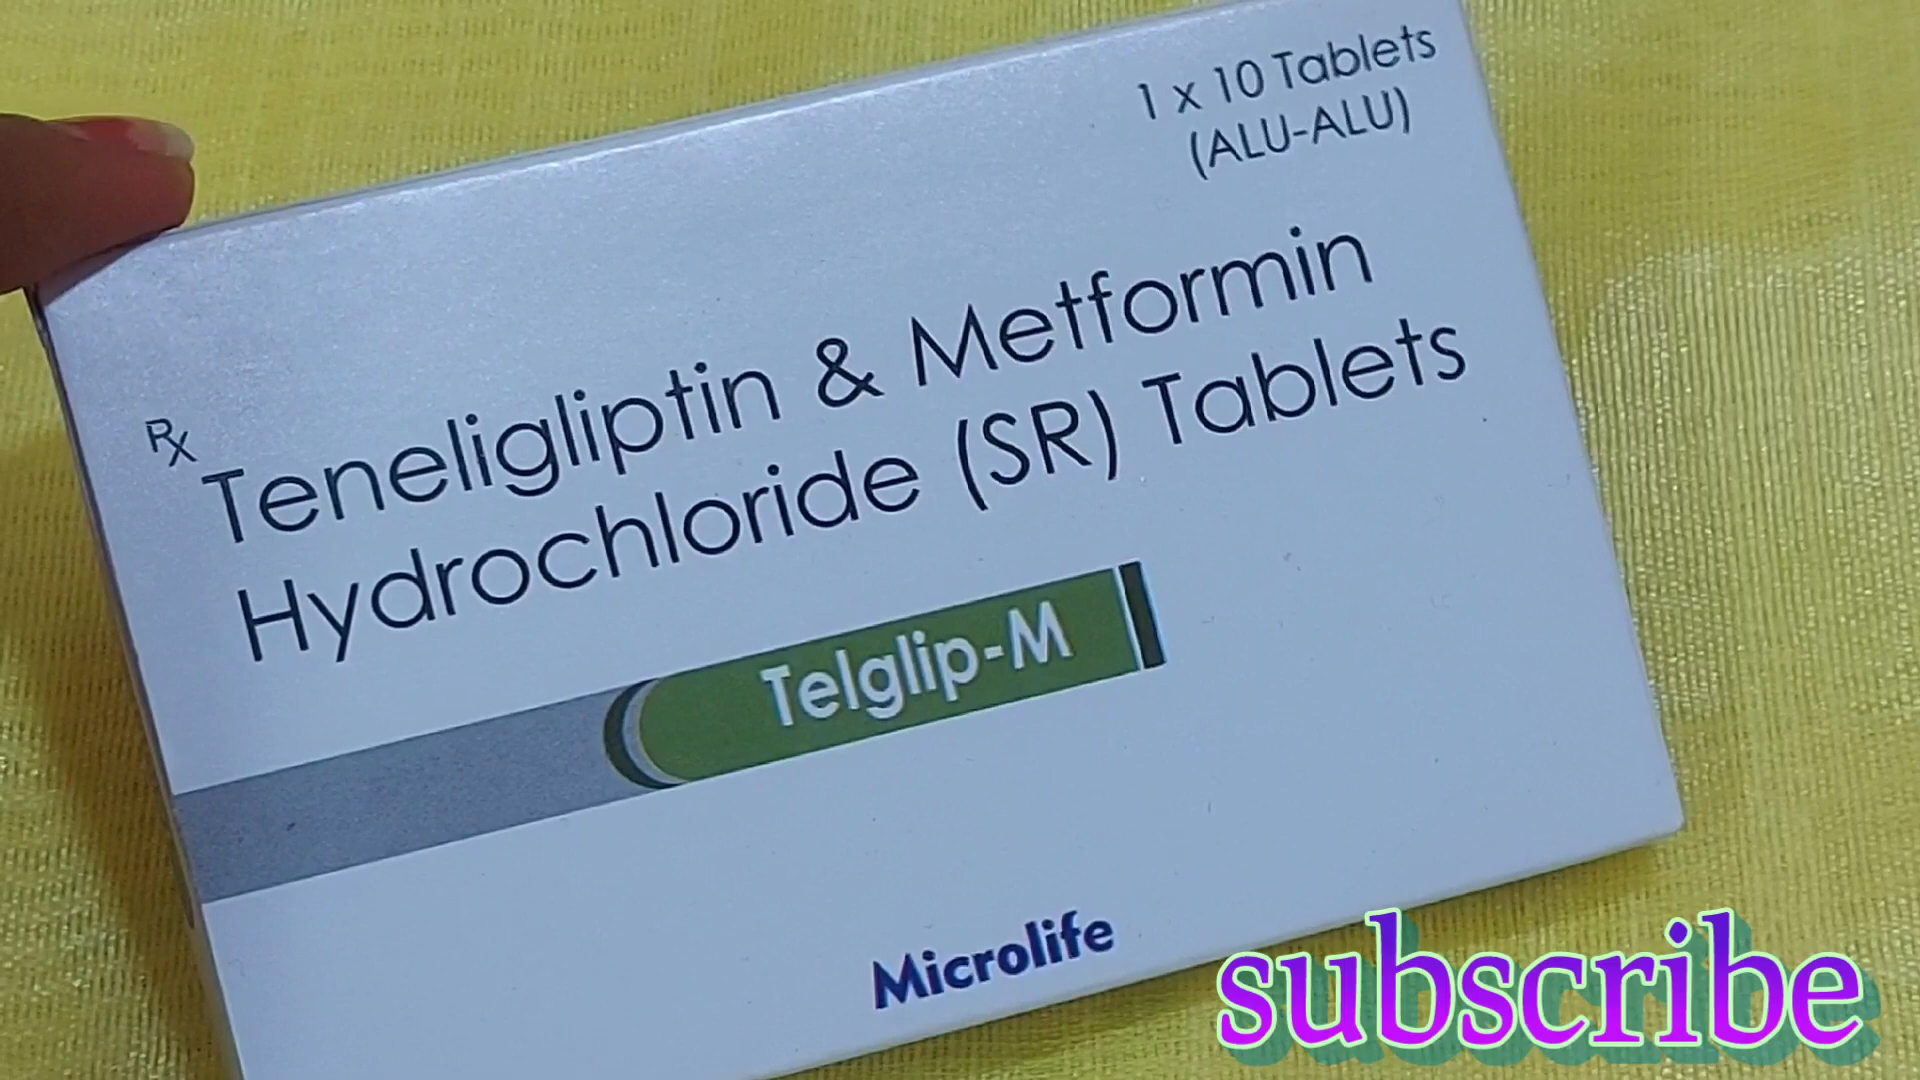 1 x 10 Tablets
(ALU-ALU)
Rx Teneligliptin & Metformin
Hydrochloride (SR) Tablets
Telglip-M
Microlife
subscribe